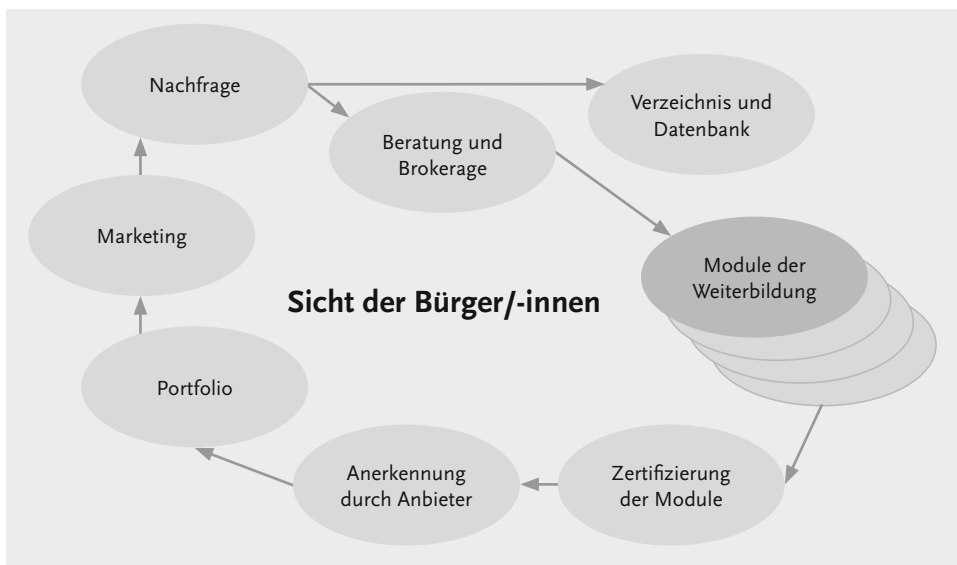 Nachfrage
Verzeichnis und
Datenbank
Beratung und
Brokerage
Marketing
Module der
Weiterbildung
Sicht der Bürger/-innen
Portfolio
Anerkennung
durch Anbieter
Zertifizierung
der Module